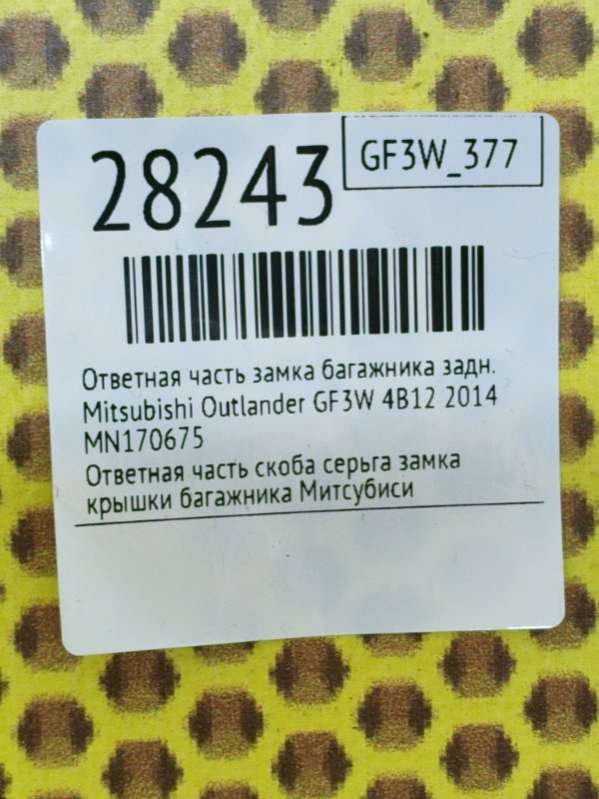 28243
GF3W_377
Ответная часть замка багажника задн.
Mitsubishi Outlander GF3W 4B12 2014
MN170675
Ответная часть скоба серьга замка
крышки багажника Митсубиси